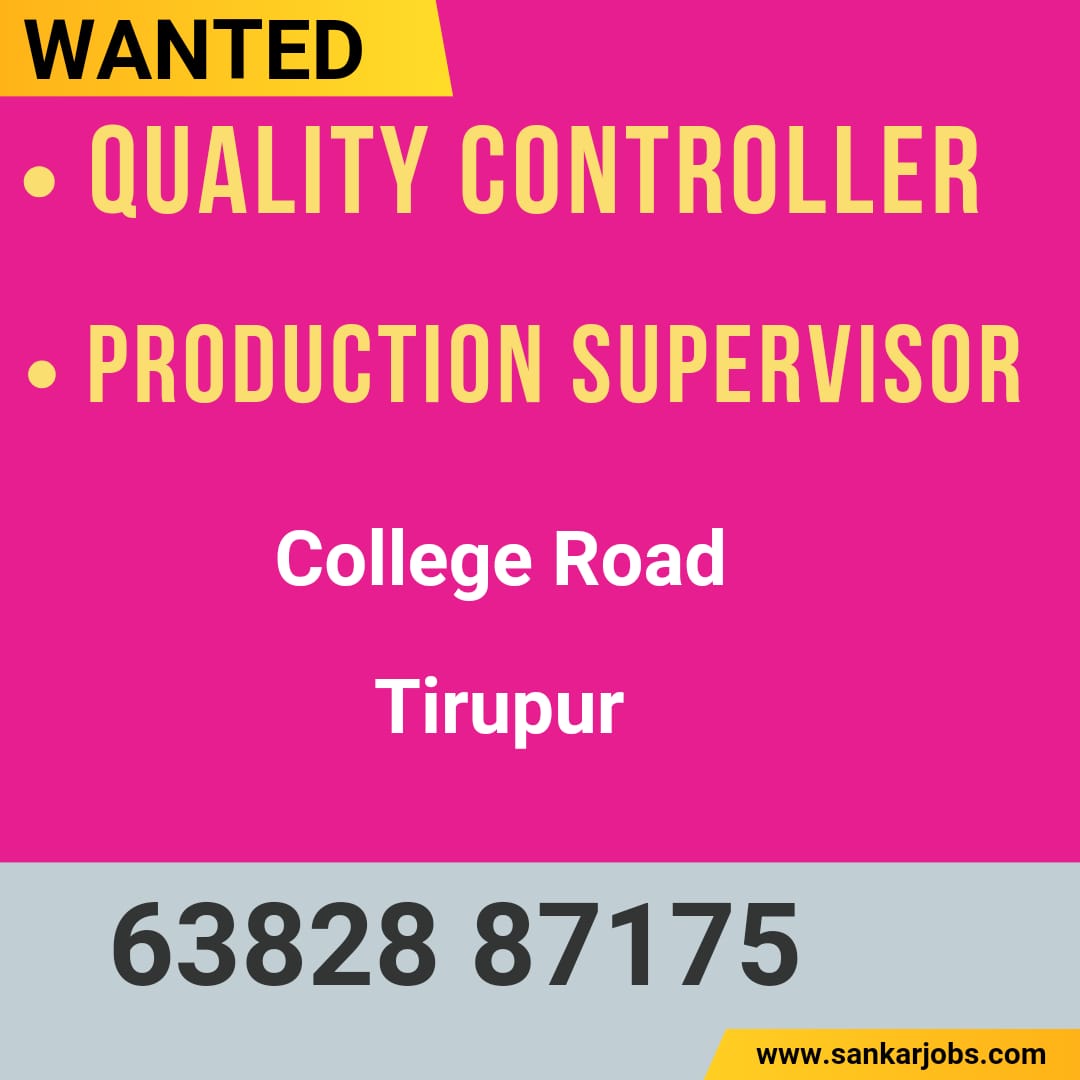 WANTED
• QUALITY CONTROLLER
• PRODUCTION SUPERVISOR
College Road
Tirupur
63828 87175
www.sankarjobs.com